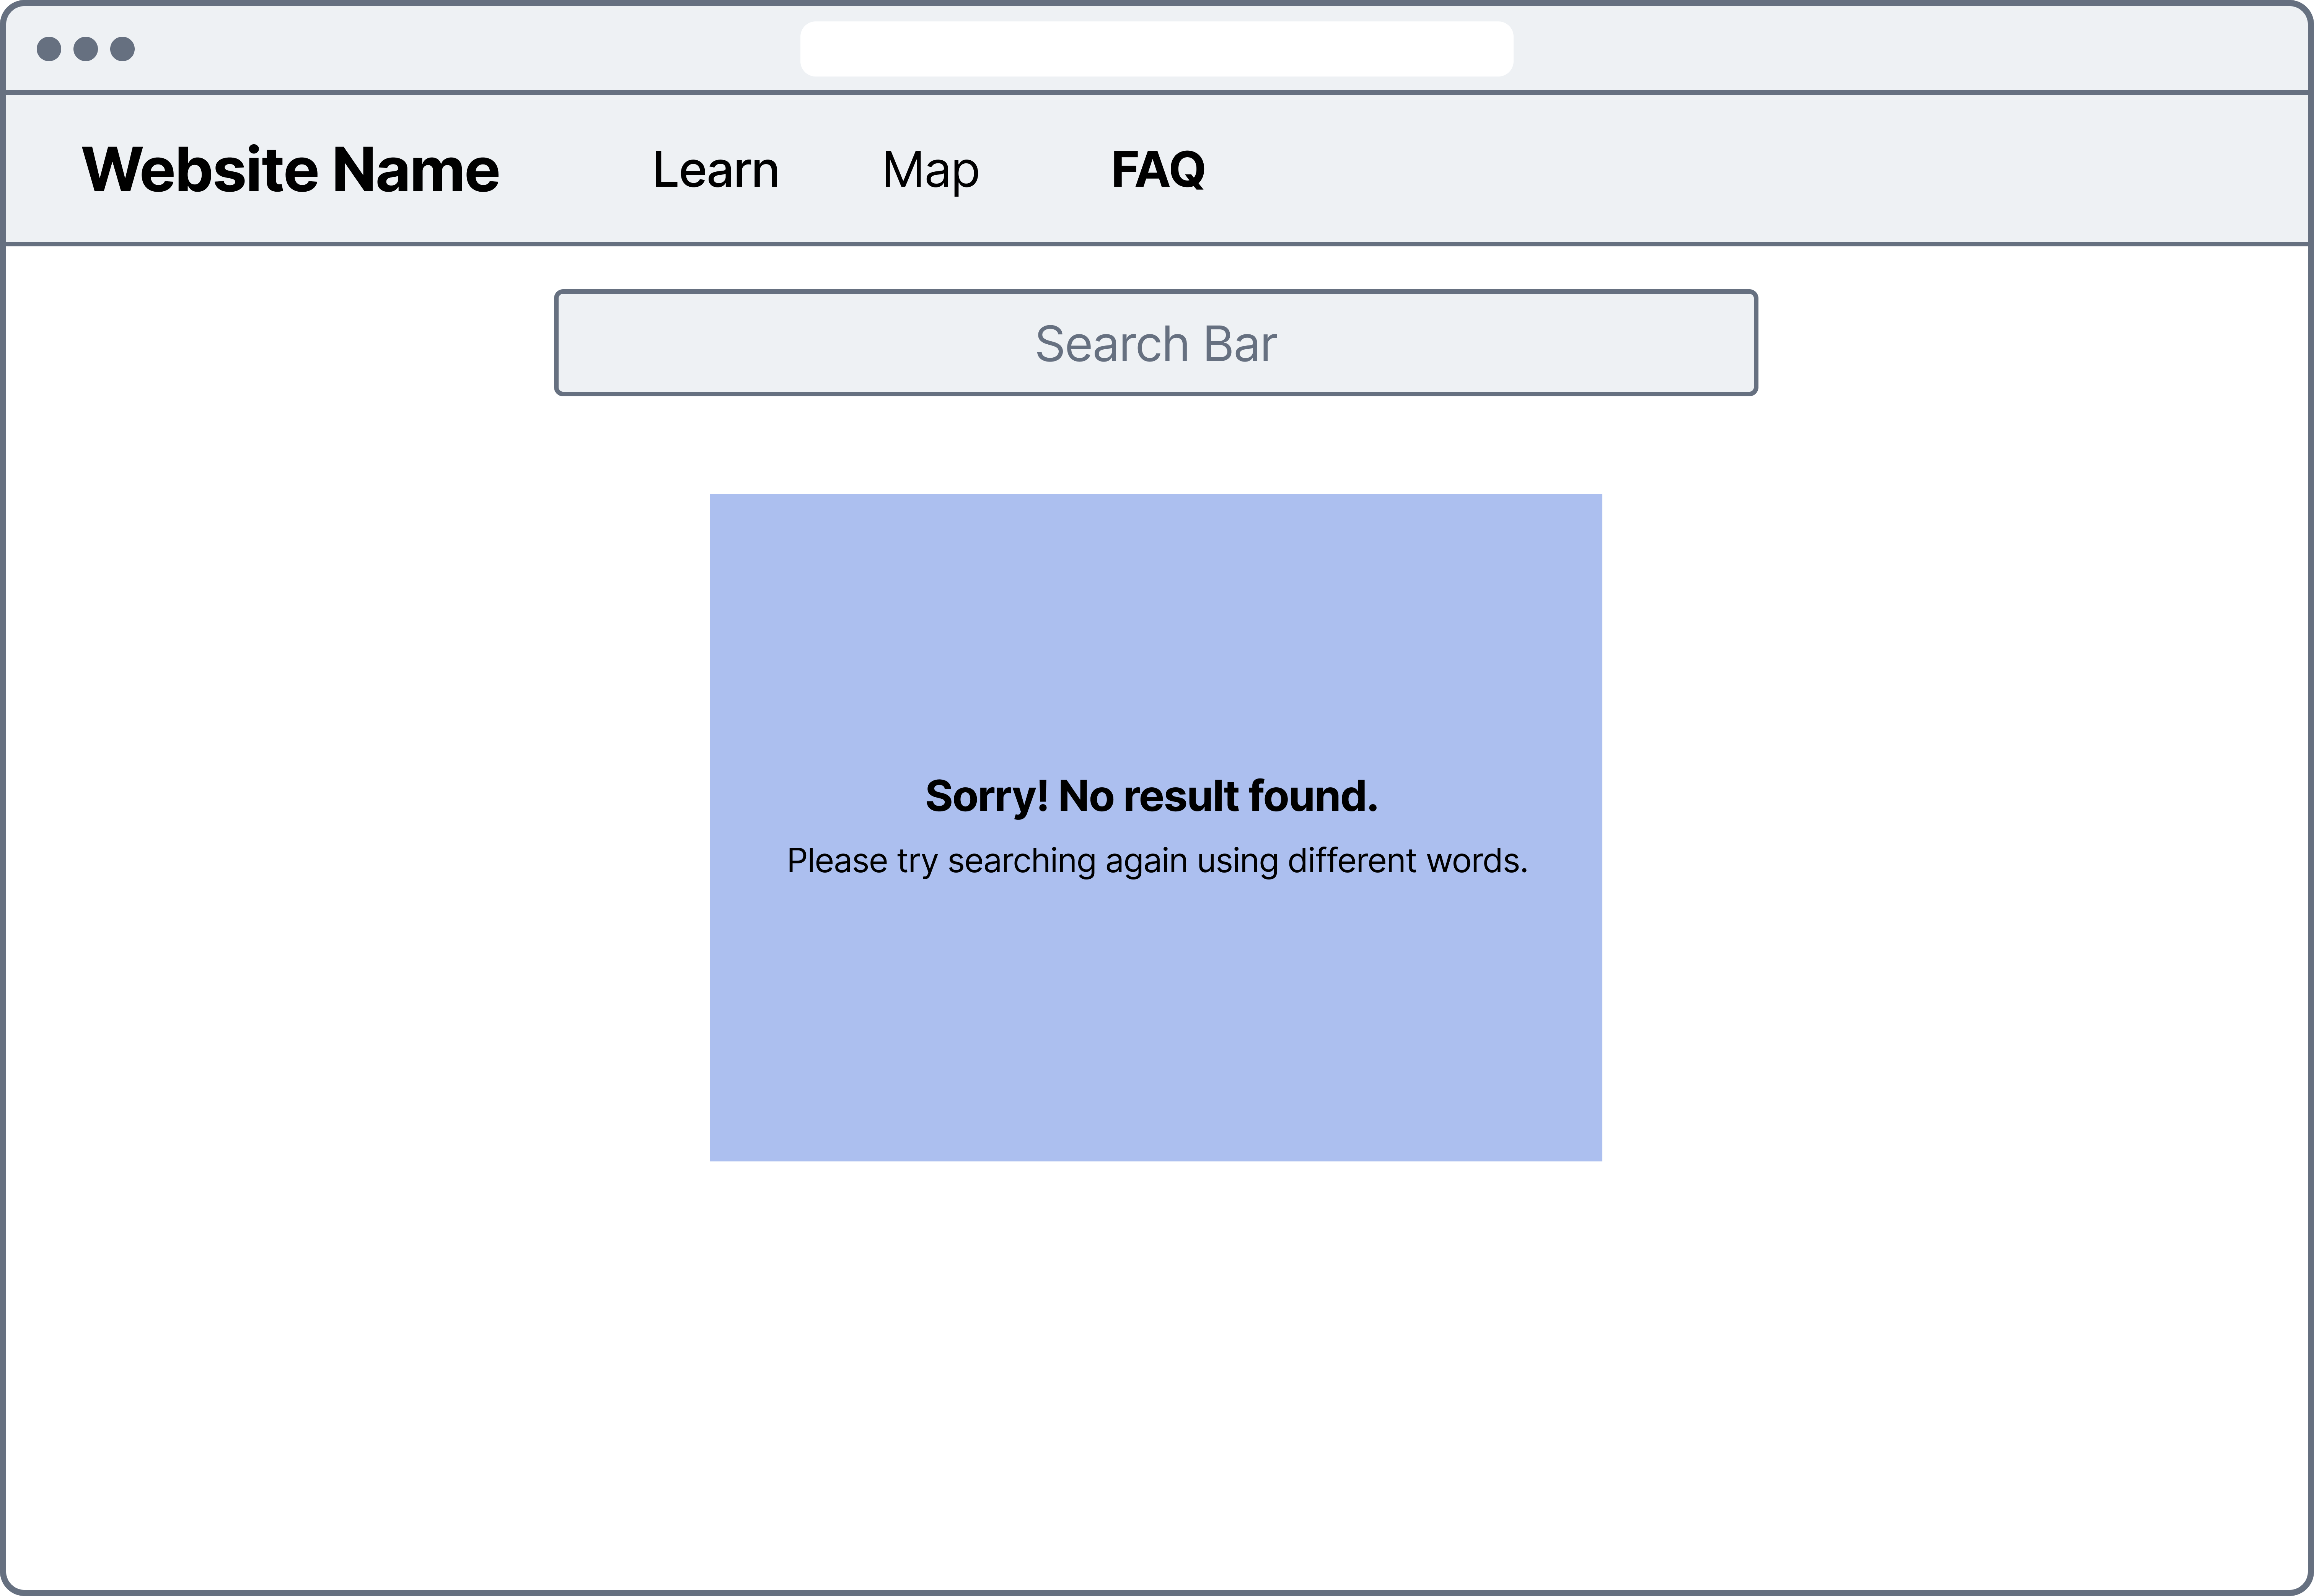 Website Name Learn Map FAQ
Search Bar
Sorry! No result found.
Please try searching again using different words.